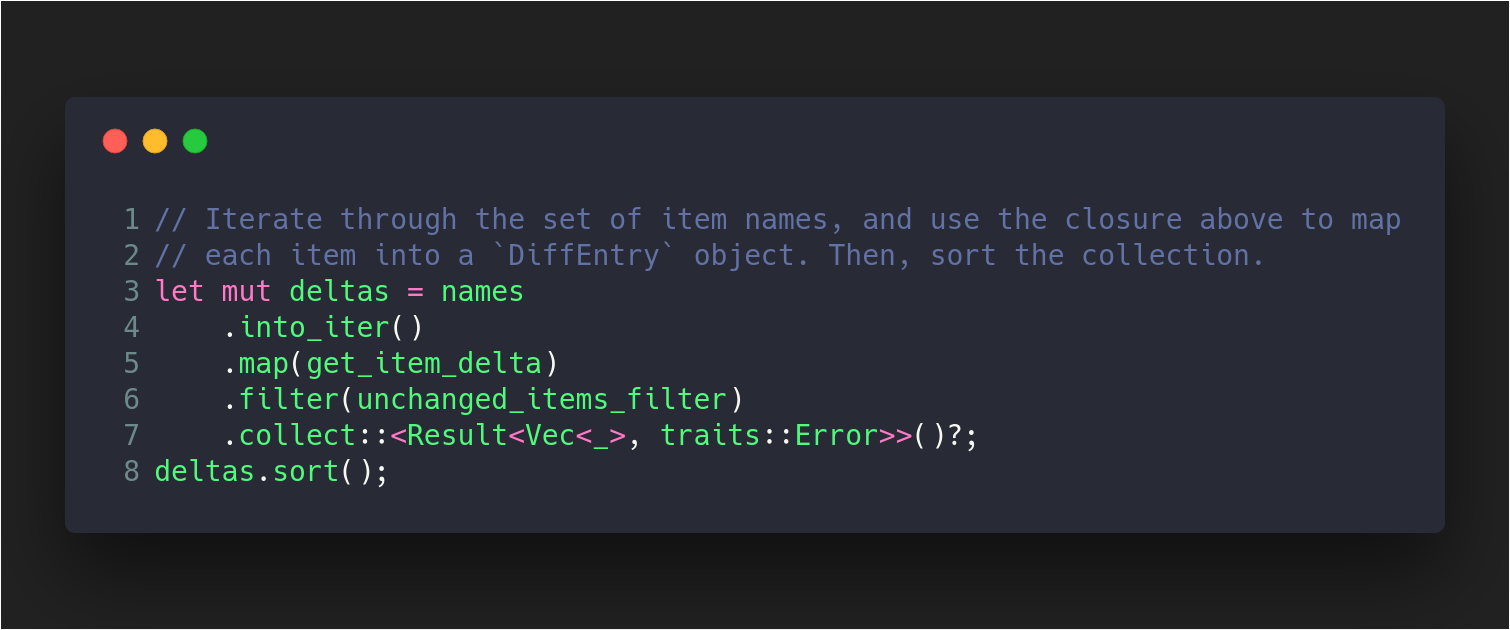 1 // Iterate through the set of item names, and use the closure above to map
2 // each item into a `DiffEntry` object. Then, sort the collection.
3 let mut deltas = names
4     .into_iter()
5     .map(get_item_delta)
6     .filter(unchanged_items_filter)
7     .collect::<Result<Vec<_>, traits::Error>>()?;
8 deltas.sort();